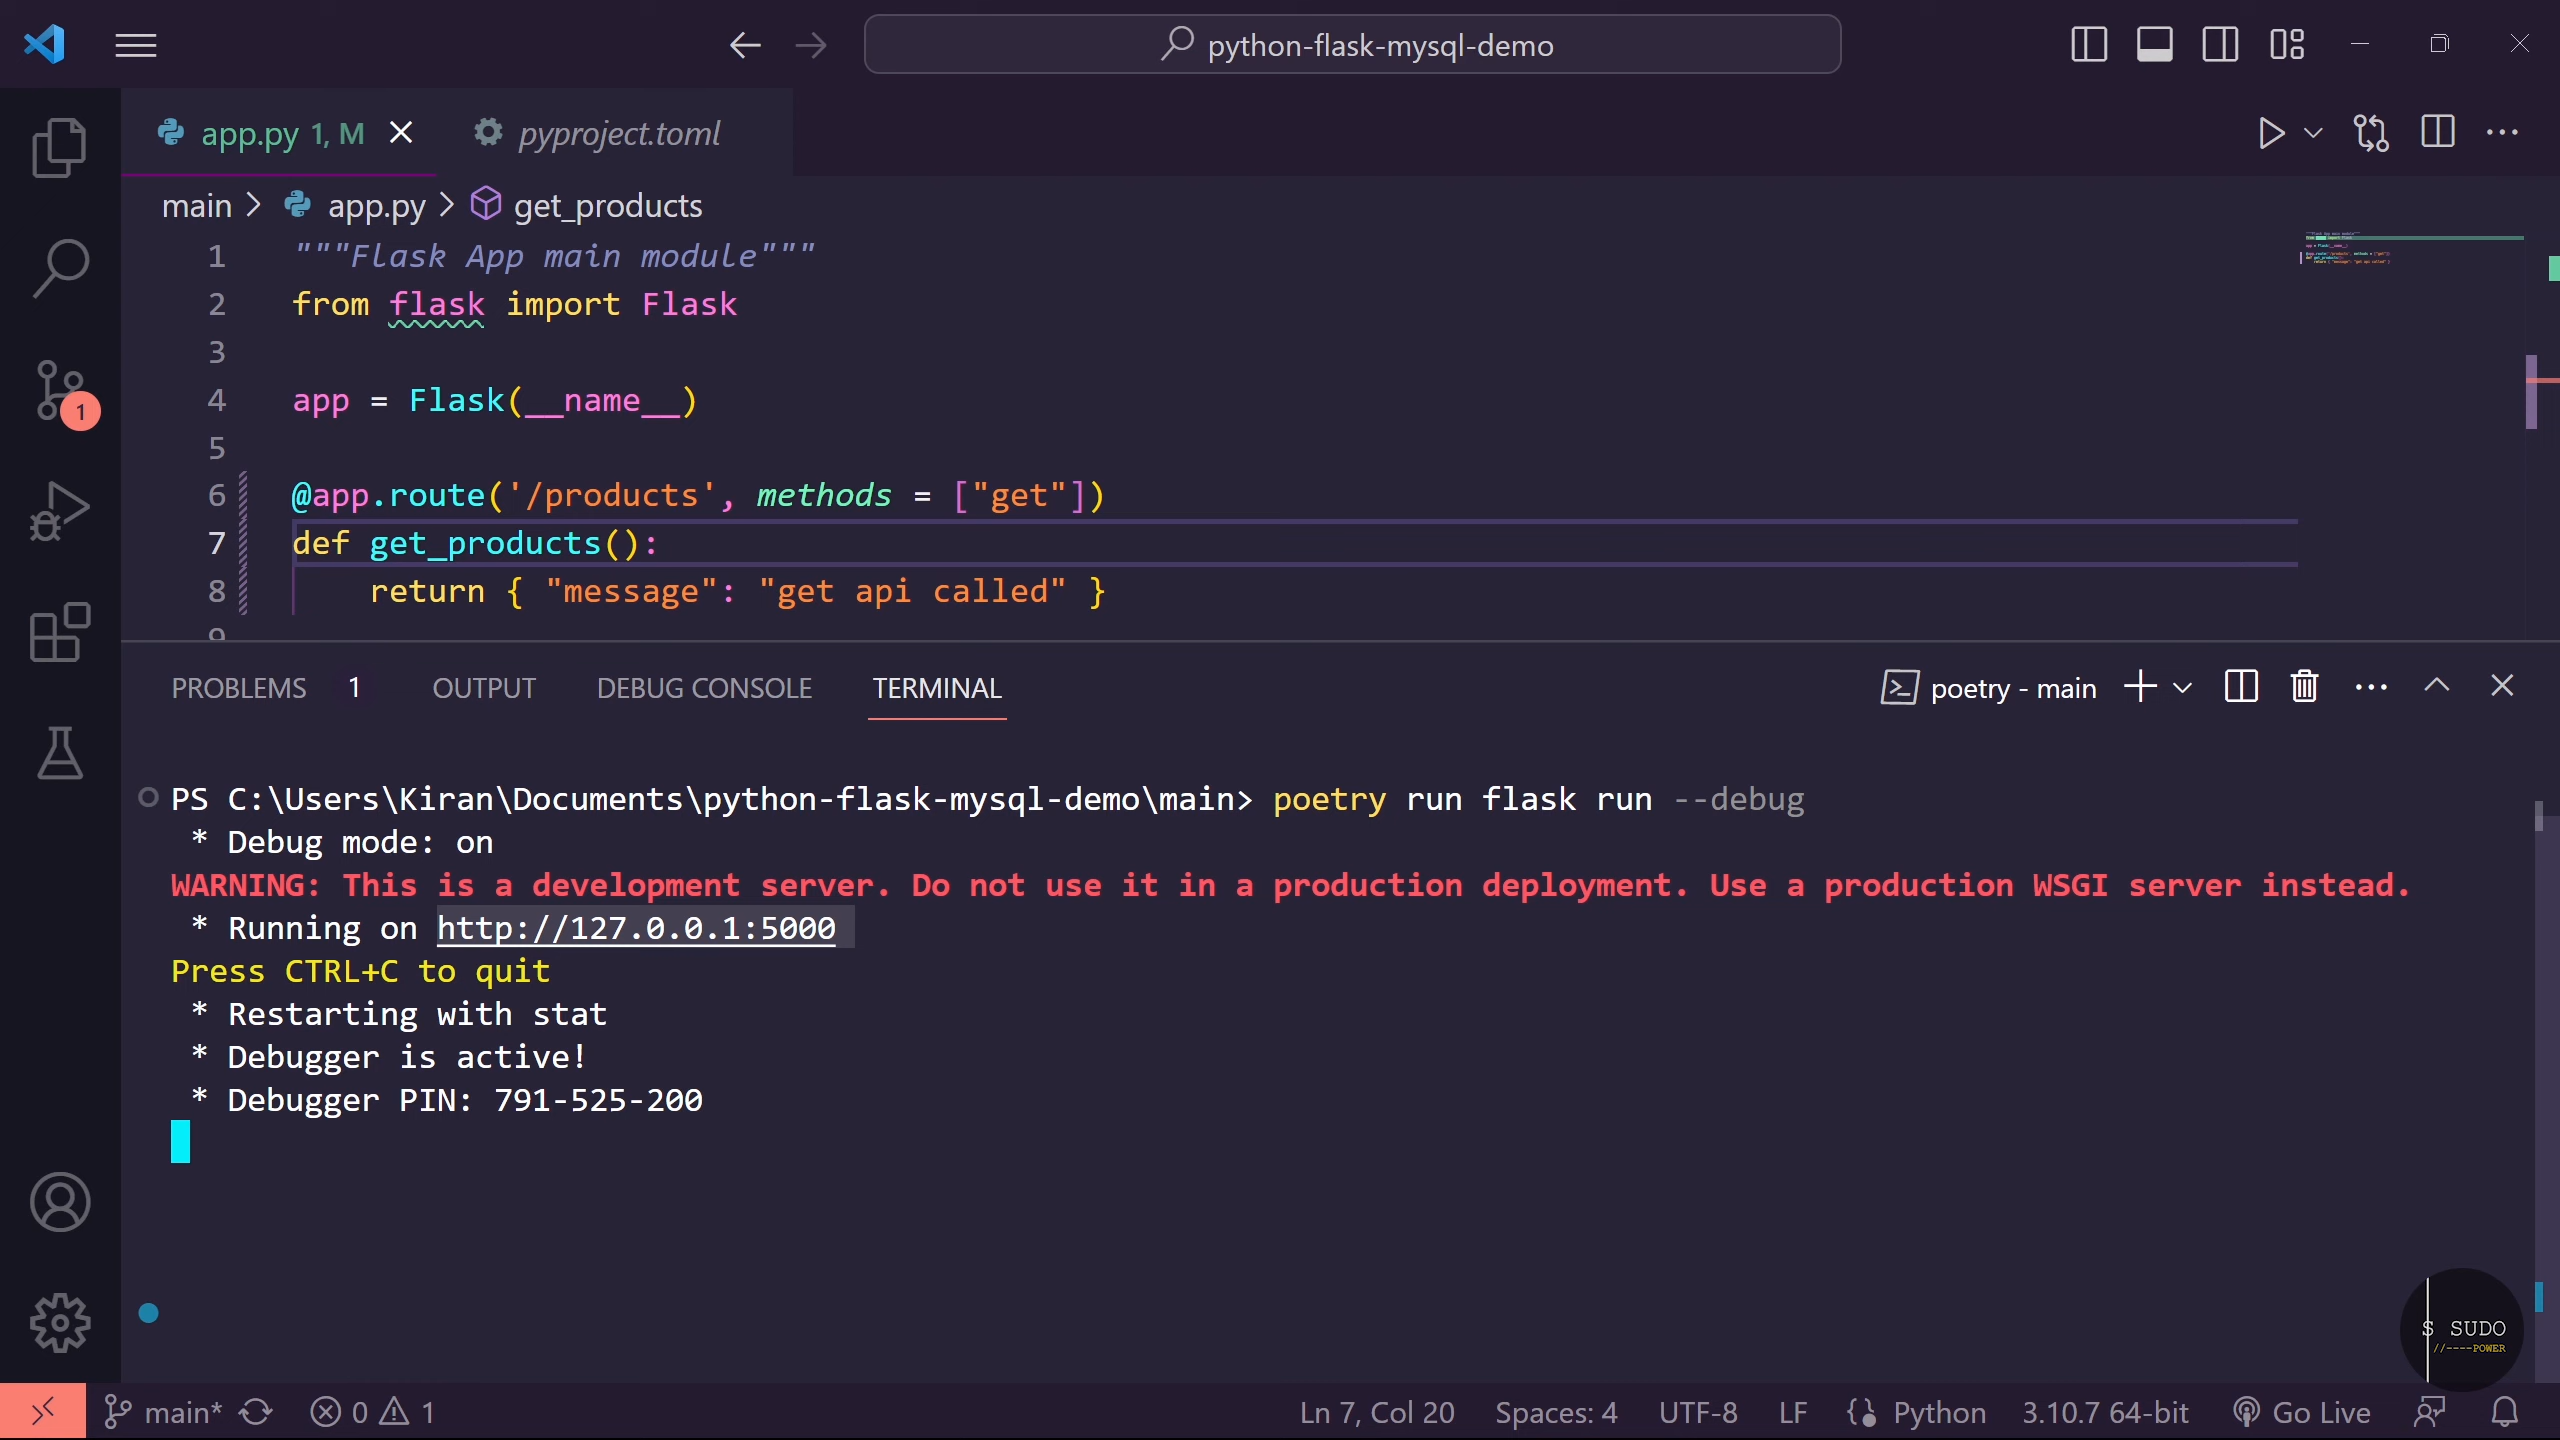 python-flask-mysql-demo
app.py 1, M
pyproject.toml
main > app.py > get_products
1 """Flask App main module"""
2 from flask import Flask
3
4 app = Flask(__name__)
5
6 @app.route('/products', methods = ["get"])
7 def get_products():
8 return { "message": "get api called" }
9
PROBLEMS 1 OUTPUT DEBUG CONSOLE TERMINAL
poetry - main
PS C:\Users\Kiran\Documents\python-flask-mysql-demo\main> poetry run flask run --debug
* Debug mode: on
WARNING: This is a development server. Do not use it in a production deployment. Use a production WSGI server instead.
* Running on http://127.0.0.1:5000
Press CTRL+C to quit
* Restarting with stat
* Debugger is active!
* Debugger PIN: 791-525-200
1
S SUDO
//----POWER
main* 0 1 Ln 7, Col 20 Spaces: 4 UTF-8 LF Python 3.10.7 64-bit Go Live